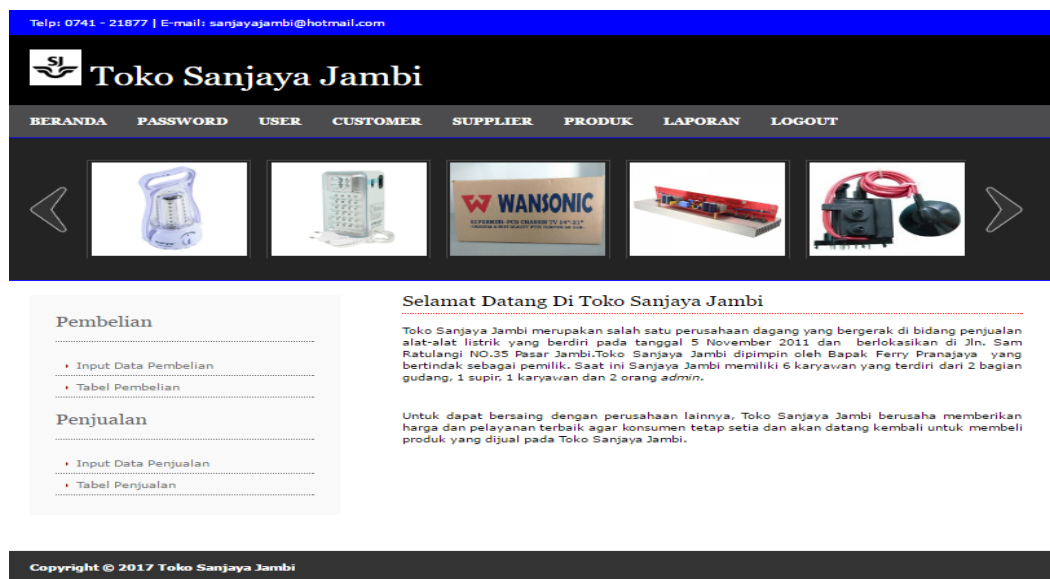 Telp: 0741 - 21877 | E-mail: sanjayajambi@hotmail.com
SJ
Toko Sanjaya Jambi
BERANDA PASSWORD USER CUSTOMER SUPPLIER PRODUK LAPORAN LOGOUT
WANSONIC
Pembelian
Input Data Pembelian
Tabel Pembelian
Penjualan
Input Data Penjualan
Tabel Penjualan
Selamat Datang Di Toko Sanjaya Jambi
Toko Sanjaya Jambi merupakan salah satu perusahaan dagang yang bergerak di bidang penjualan
alat-alat listrik yang berdiri pada tanggal 5 November 2011 dan berlokasikan di Jln. Sam
Ratulangi NO.35 Pasar Jambi.Toko Sanjaya Jambi dipimpin oleh Bapak Ferry Pranajaya yang
bertindak sebagai pemilik. Saat ini Sanjaya Jambi memiliki 6 karyawan yang terdiri dari 2 bagian
gudang, 1 supir, 1 karyawan dan 2 orang admin.
Untuk dapat bersaing dengan perusahaan lainnya, Toko Sanjaya Jambi berusaha memberikan
harga dan pelayanan terbaik agar konsumen tetap setia dan akan datang kembali untuk membeli
produk yang dijual pada Toko Sanjaya Jambi.
Copyright © 2017 Toko Sanjaya Jambi